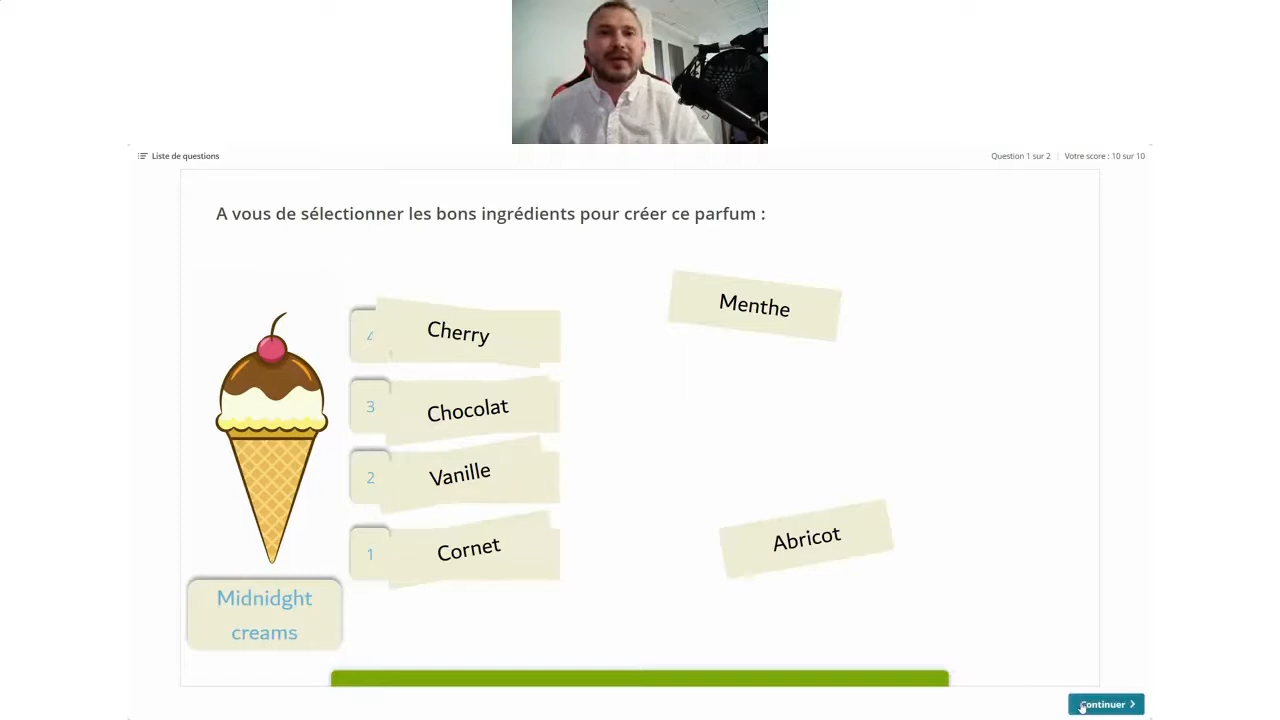 Liste de questions
Question 1 sur 2 | Votre score : 10 sur 10
A vous de sélectionner les bons ingrédients pour créer ce parfum :
Menthe
4 Cherry
3 Chocolat
2 Vanille
1 Cornet
Abricot
Midnidght
creams
Continuer